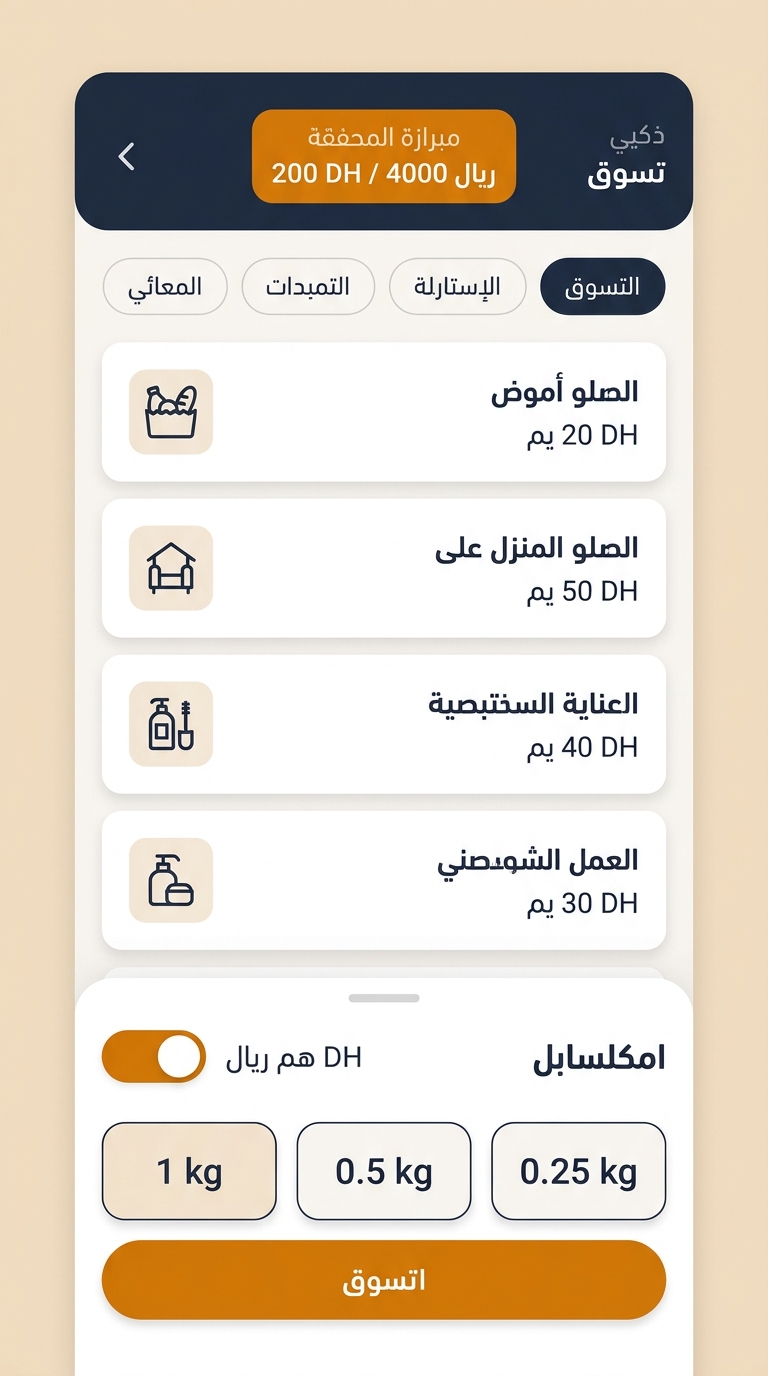 ذكيي
تسوق
مبرازة المحفقة
200 DH / 4000 ريال
التسوق
الإستارلة
التمبدات
المعائي
الصلو أموض
20 DH يم
الصلو المنزل على
50 DH يم
العناية السختبصية
40 DH يم
العمل
30 DH يم
امكلسابل
DH هم ريال
0.25 kg
0.5 kg
1 kg
اتسوق